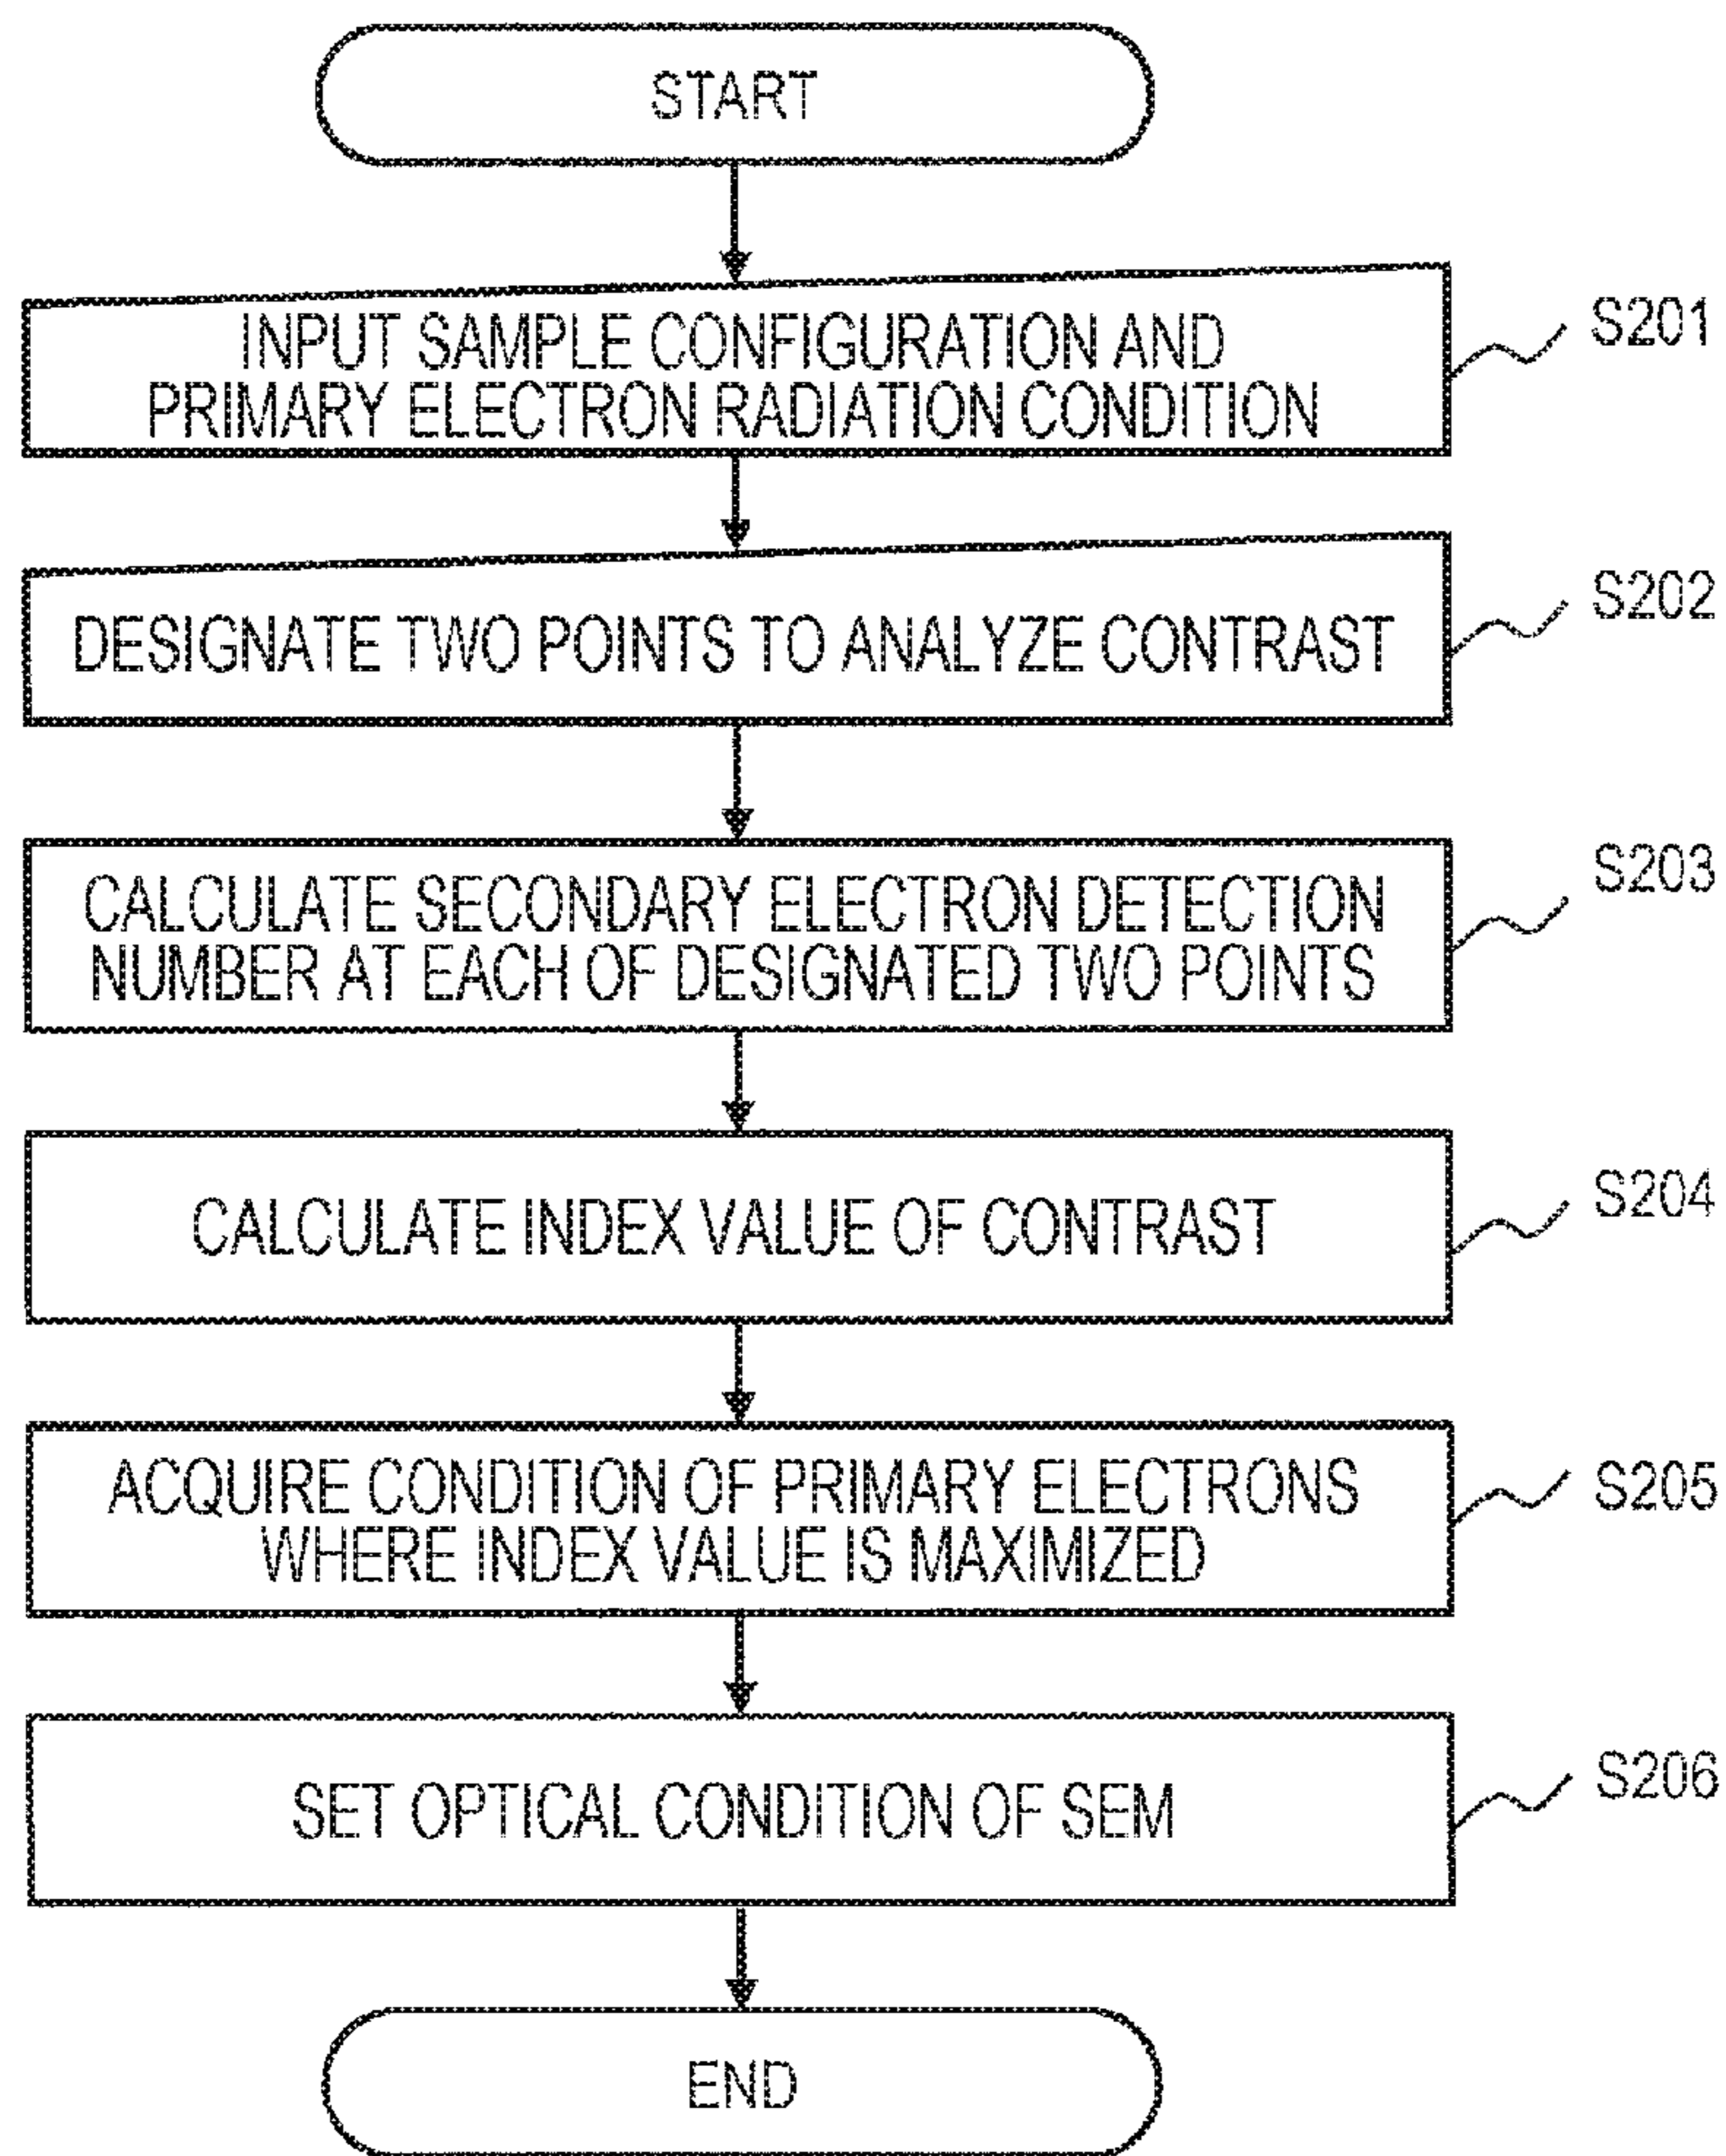 START
INPUT SAMPLE CONFIGURATION AND
PRIMARY ELECTRON RADIATION CONDITION
S201
DESIGNATE TWO POINTS TO ANALYZE CONTRAST
S202
CALCULATE SECONDARY ELECTRON DETECTION
NUMBER AT EACH OF DESIGNATED TWO POINTS
S203
CALCULATE INDEX VALUE OF CONTRAST
S204
ACQUIRE CONDITION OF PRIMARY ELECTRONS
WHERE INDEX VALUE IS MAXIMIZED
S205
SET OPTICAL CONDITION OF SEM
S206
END